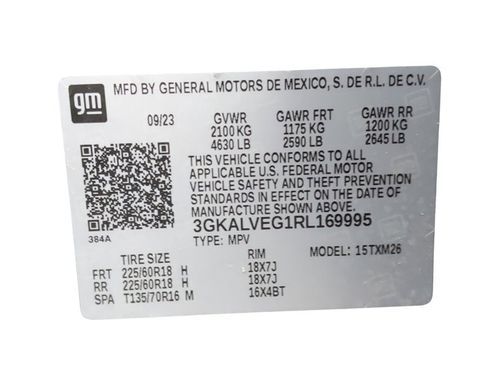 gm
MFD BY GENERAL MOTORS DE MEXICO, S. DE R.L. DE C.V.
09/23 GVWR GAWR FRT GAWR RR
2100 KG 1175 KG 1200 KG
4630 LB 2590 LB 2645 LB
THIS VEHICLE CONFORMS TO ALL
APPLICABLE U.S. FEDERAL MOTOR
VEHICLE SAFETY AND THEFT PREVENTION
STANDARDS IN EFFECT ON THE DATE OF
MANUFACTURE SHOWN ABOVE.
384A
3GKALVEG1RL169995
TYPE: MPV MODEL: 15TXM26
TIRE SIZE RIM
FRT 225/60R18 H 18X7J
RR 225/60R18 H 18X7J
SPA T135/70R16 M 16X4BT